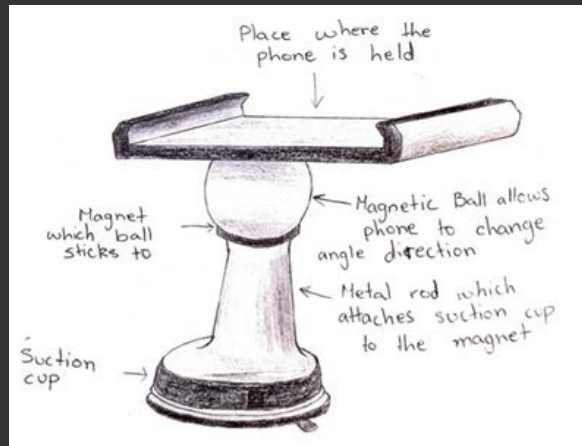 Place where the
phone is held
Magnet
which ball
sticks to
Magnetic Ball allows
phone to change
angle direction
Metal rod which
attaches suction cup
to the magnet
Suction
cup